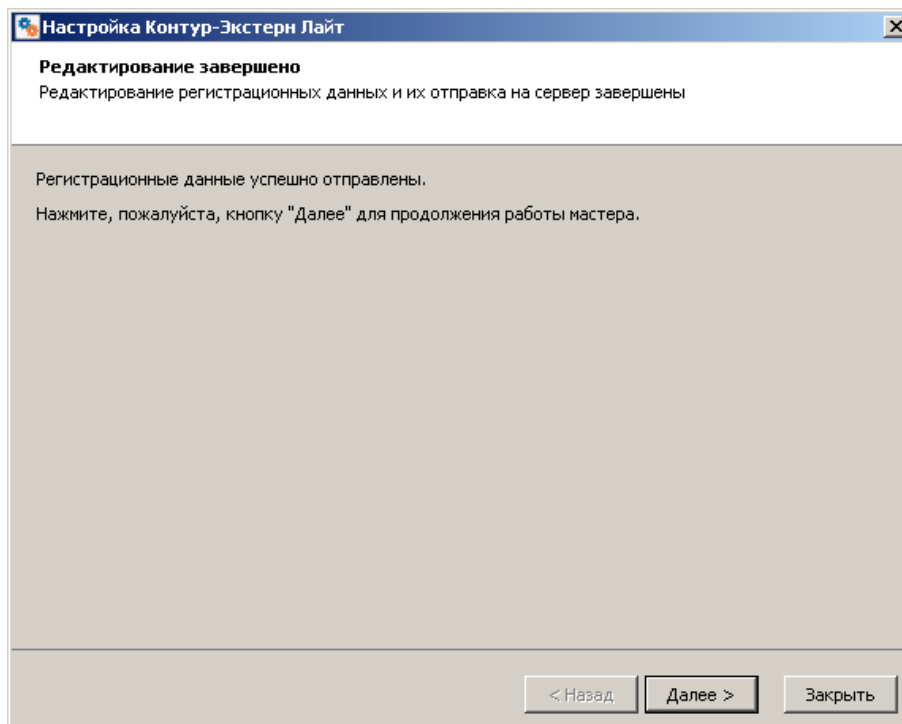 Настройка Контур-Экстерн Лайт
Редактирование завершено
Редактирование регистрационных данных и их отправка на сервер завершены
Регистрационные данные успешно отправлены.
Нажмите, пожалуйста, кнопку "Далее" для продолжения работы мастера.
< Назад
Далее >
Закрыть